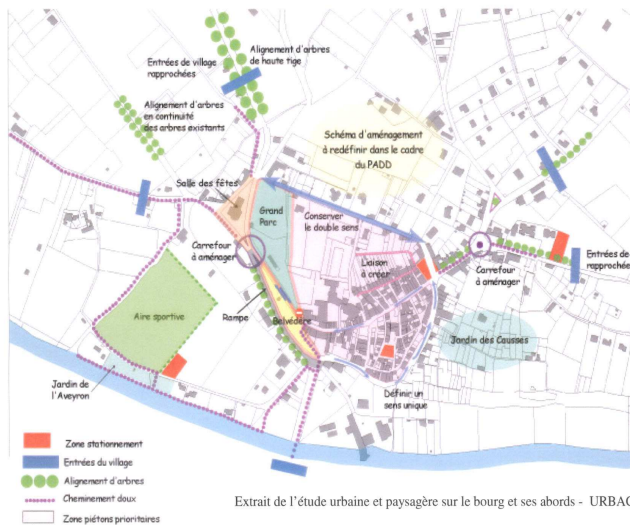 Entrées de village
rapprochées
Alignement d'arbres
de haute tige
Alignement d'arbres
en continuité
des arbres existants
Schéma d'aménagement
à redéfinir dans le cadre
du PADD
Salle des fêtes
Grand
Parc
Conserver
le double sens
Entrées de
rapprochée
Carrefour
à aménager
Liaison
à créer
Carrefour
à aménager
Aire sportive
Rampe
Belvédère
Jardin des Causses
Jardin de
l'Aveyron
Définir un
sens unique
Zone stationnement
Entrées du village
Alignement d'arbres
Cheminement doux
Zone piétons prioritaires
Extrait de l'étude urbaine et paysagère sur le bourg et ses abords - URBAC